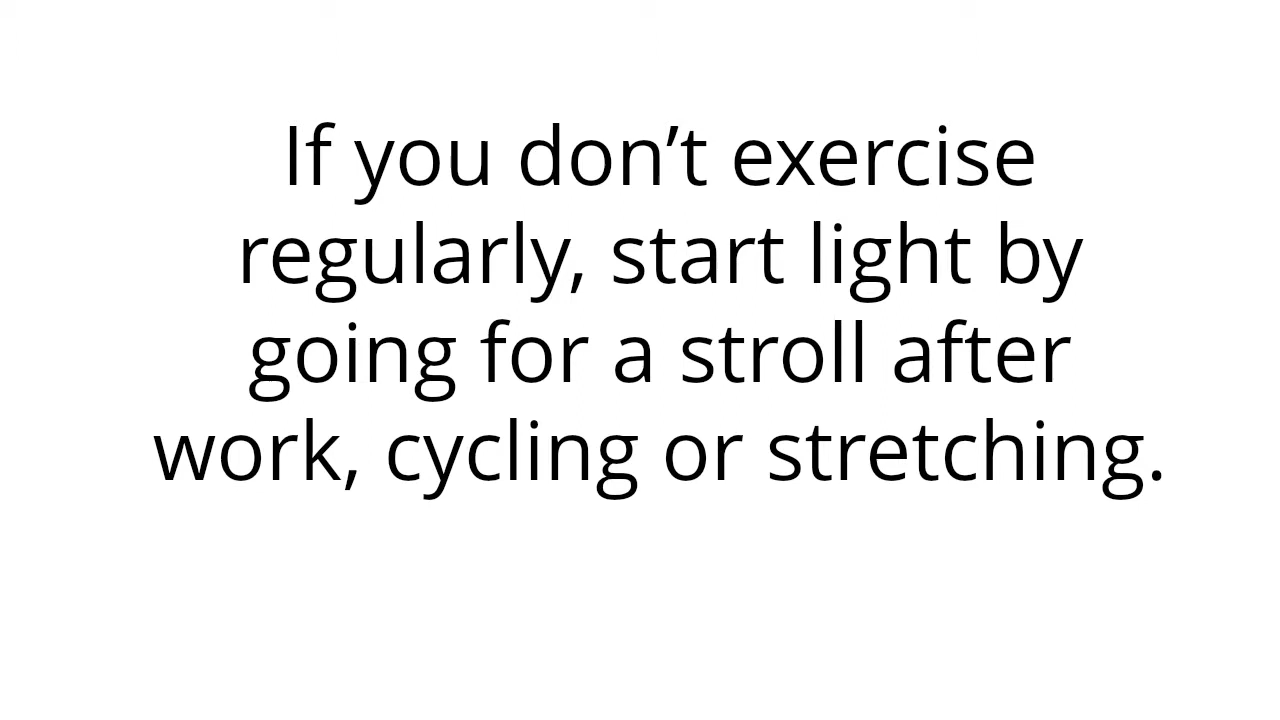 If you don’t exercise
regularly, start light by
going for a stroll after
work, cycling or stretching.